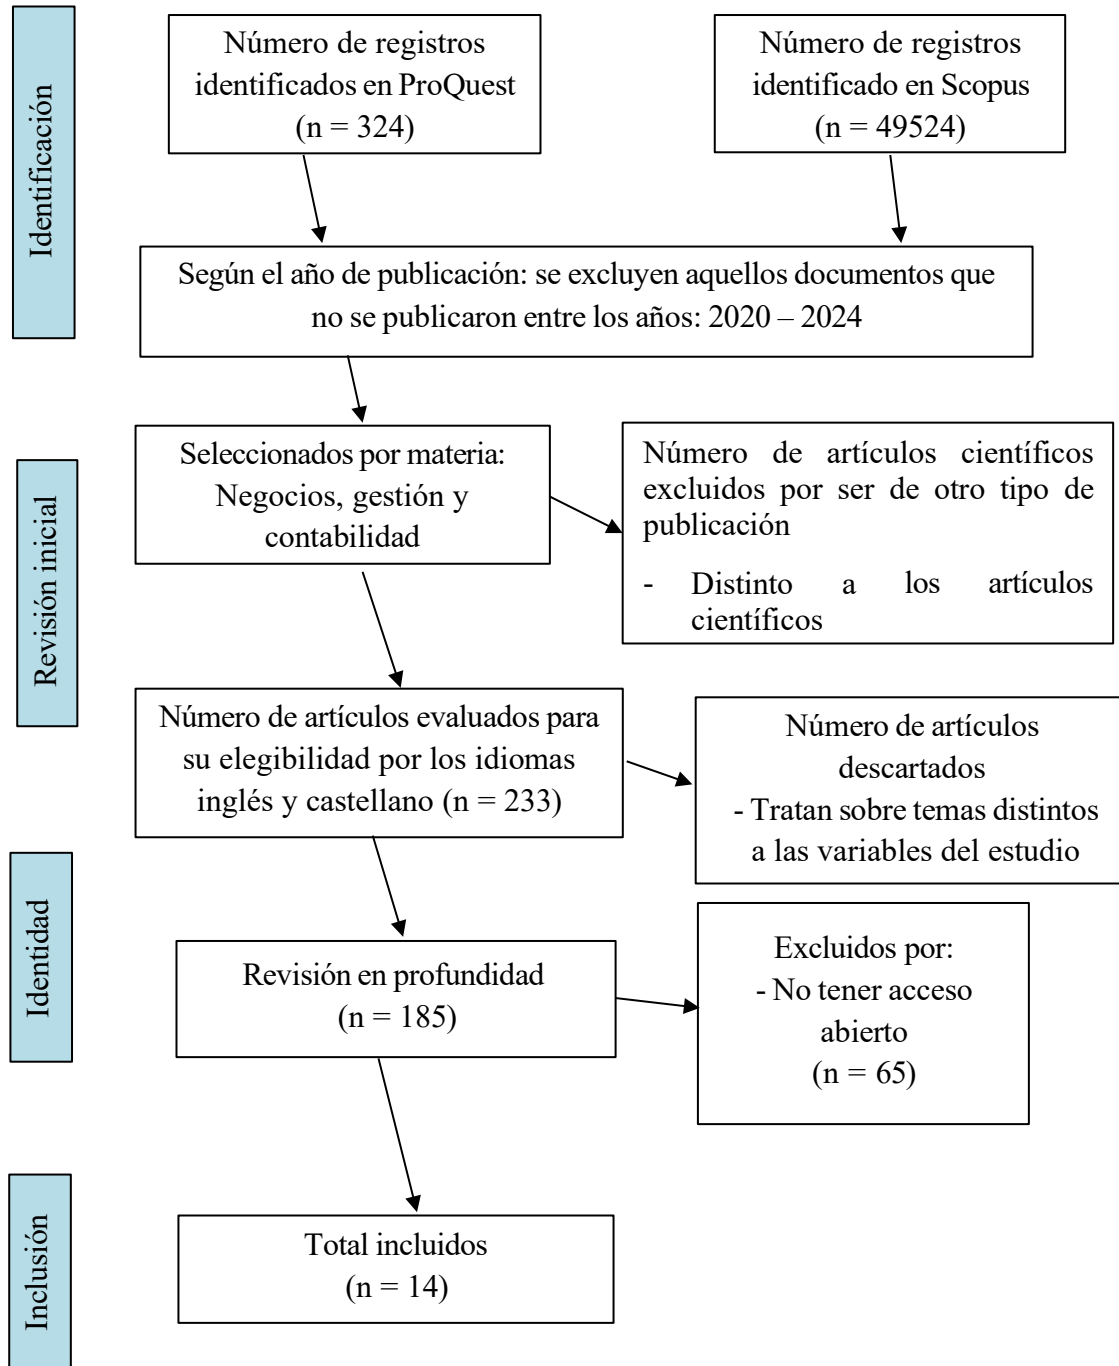 Identificación
Número de registros
identificados en ProQuest
(n = 324)
Número de registros
identificado en Scopus
(n = 49524)
Según el año de publicación: se excluyen aquellos documentos que
no se publicaron entre los años: 2020 – 2024
Revisión inicial
Seleccionados por materia:
Negocios, gestión y
contabilidad
Número de artículos científicos
excluidos por ser de otro tipo de
publicación
- Distinto a los artículos
científicos
Número de artículos evaluados para
su elegibilidad por los idiomas
inglés y castellano (n = 233)
Número de artículos
descartados
- Tratan sobre temas distintos
a las variables del estudio
Identidad
Revisión en profundidad
(n = 185)
Excluidos por:
- No tener acceso
abierto
(n = 65)
Inclusión
Total incluidos
(n = 14)